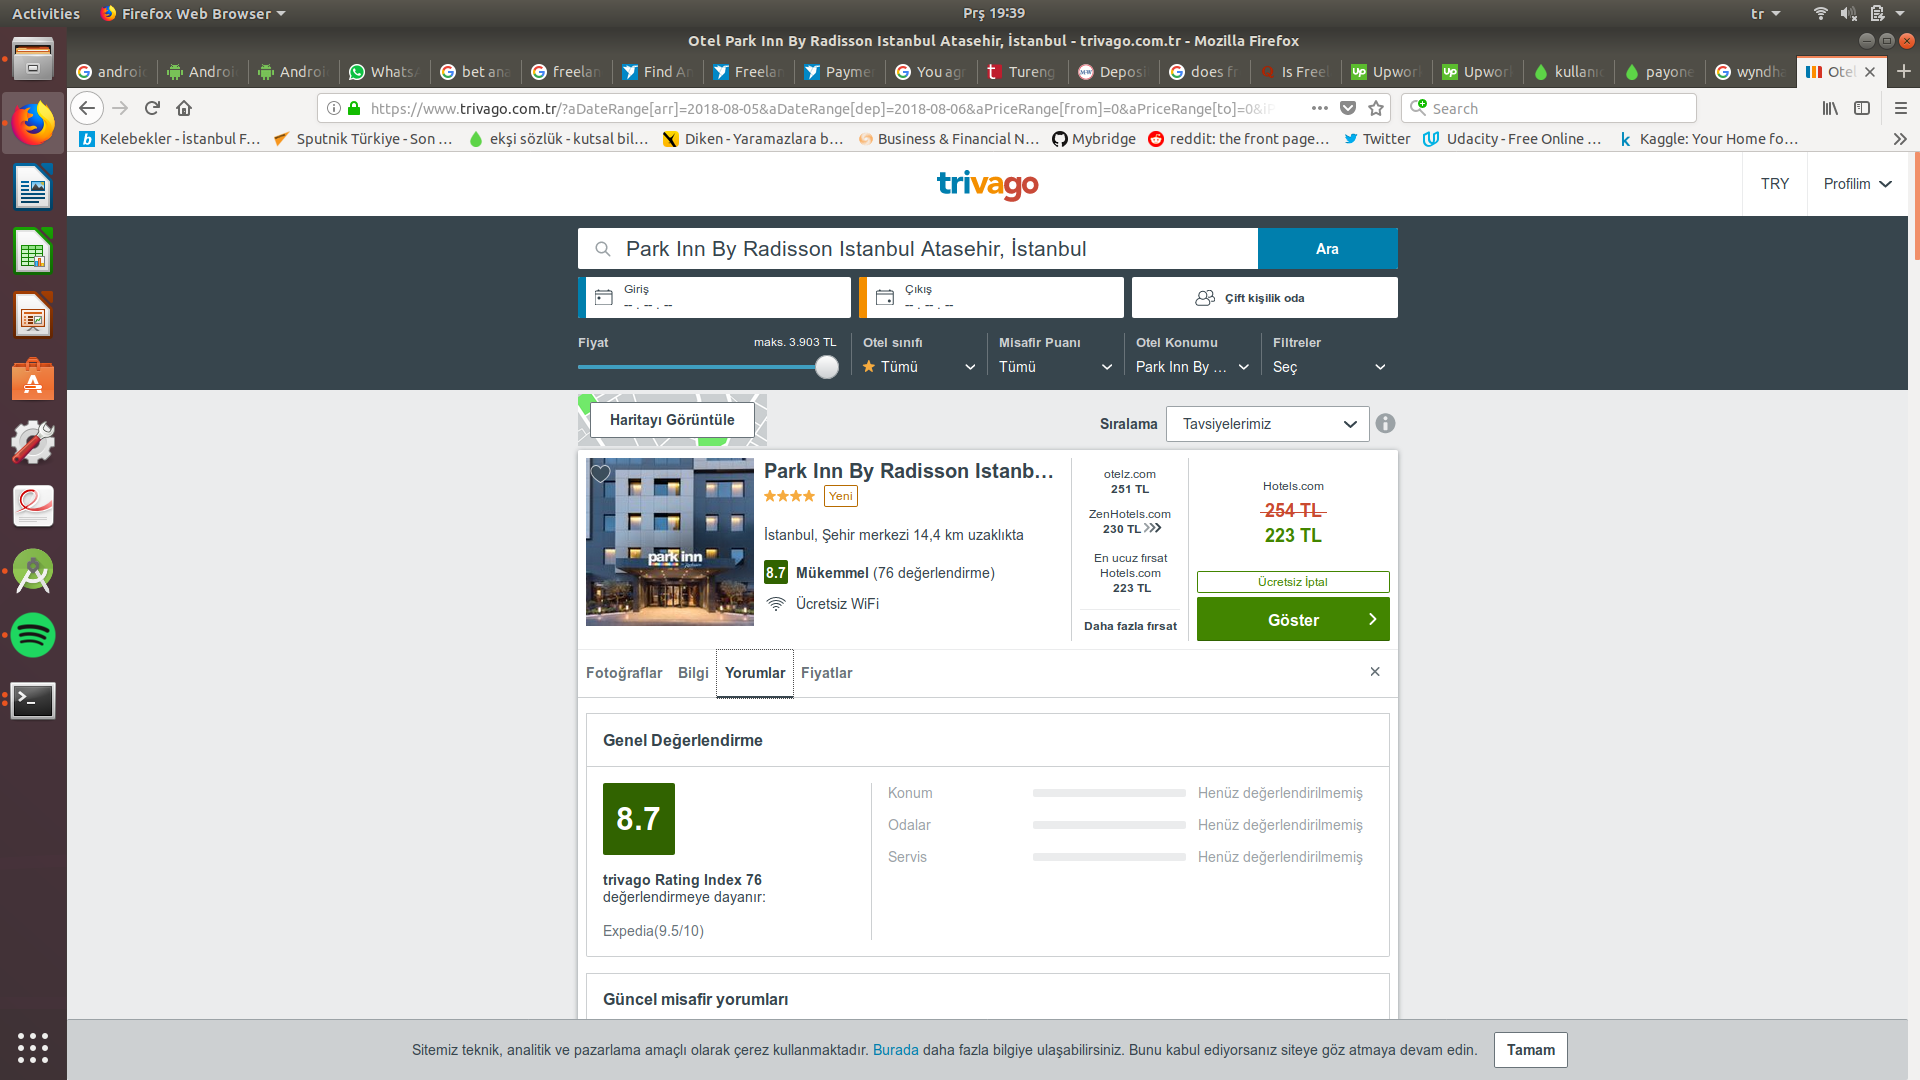 Activities
Firefox Web Browser
Prş 19:39
tr
Otel Park Inn By Radisson Istanbul Atasehir, İstanbul - trivago.com.tr - Mozilla Firefox
androi
Androi
Androi
WhatsA
bet ana
freelan
Find An
Freelan
Paymen
You agr
Tureng
Deposi
does fr
Is Freel
Upwor
Upwor
kullanıc
payone
wyndha
Otel
https://www.trivago.com.tr/?aDateRange[arr]=2018-08-05&aDateRange[dep]=2018-08-06&aPriceRange[from]=0&aPriceRange[to]=0&iP
Search
Kelebekler - İstanbul F…
Sputnik Türkiye - Son …
ekşi sözlük - kutsal bil…
Diken - Yaramazlara b…
Business & Financial N…
Mybridge
reddit: the front page…
Twitter
Udacity - Free Online …
Kaggle: Your Home fo…
trivago
TRY
Profilim
Park Inn By Radisson Istanbul Atasehir, İstanbul
Ara
Giriş
-- . -- . --
Çıkış
-- . -- . --
Çift kişilik oda
Fiyat
maks. 3.903 TL
Otel sınıfı
Tümü
Misafir Puanı
Tümü
Otel Konumu
Park Inn By ...
Filtreler
Seç
Haritayı Görüntüle
Sıralama
Tavsiyelerimiz
park inn
Park Inn By Radisson Istanb…
Yeni
İstanbul, Şehir merkezi 14,4 km uzaklıkta
8.7 Mükemmel (76 değerlendirme)
Ücretsiz WiFi
otelz.com
251 TL
ZenHotels.com
230 TL
En ucuz fırsat
Hotels.com
223 TL
Daha fazla fırsat
Hotels.com
254 TL
223 TL
Ücretsiz İptal
Göster
Fotoğraflar
Bilgi
Yorumlar
Fiyatlar
Genel Değerlendirme
8.7
trivago Rating Index 76
değerlendirmeye dayanır:
Expedia(9.5/10)
Konum
Henüz değerlendirilmemiş
Odalar
Henüz değerlendirilmemiş
Servis
Henüz değerlendirilmemiş
Güncel misafir yorumları
Sitemiz teknik, analitik ve pazarlama amaçlı olarak çerez kullanmaktadır. Burada daha fazla bilgiye ulaşabilirsiniz. Bunu kabul ediyorsanız siteye göz atmaya devam edin.
Tamam